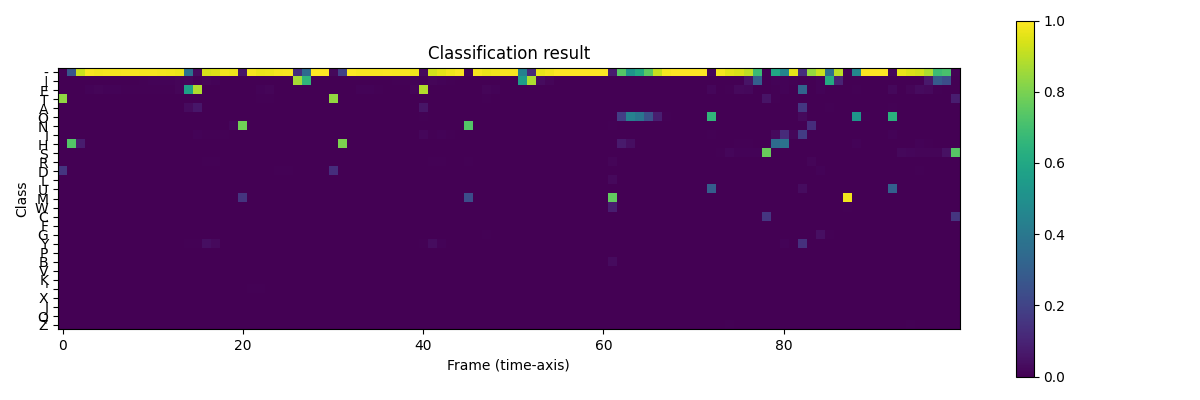 Classification result
Class
-
|
E
T
A
O
N
I
H
S
R
D
L
U
M
W
C
F
G
Y
P
B
V
K
'
X
J
Q
Z
0 20 40 60 80
Frame (time-axis)
1.0
0.8
0.6
0.4
0.2
0.0